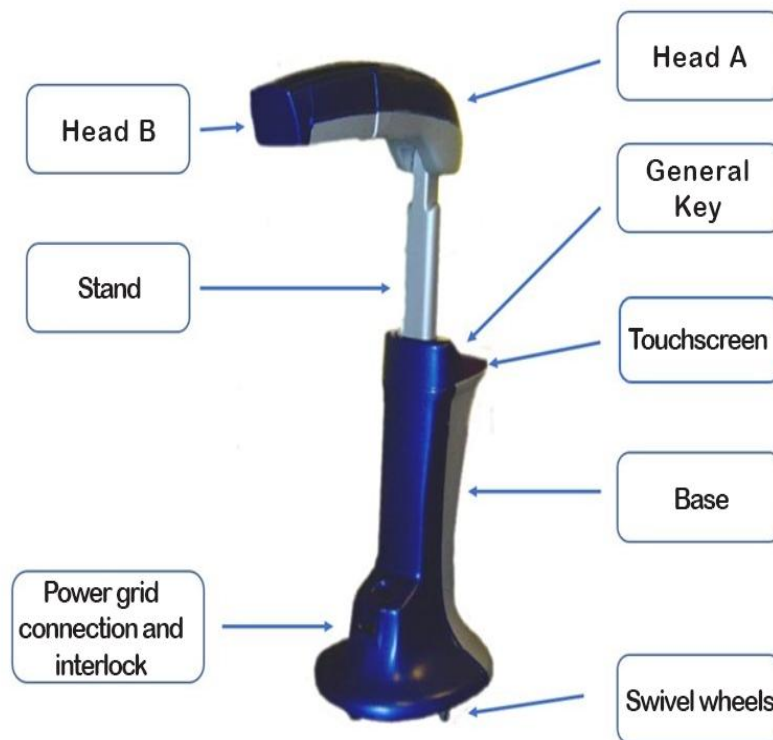 Head A
Head B
General
Key
Stand
Touchscreen
Base
Power grid
connection and
interlock
Swivel wheels